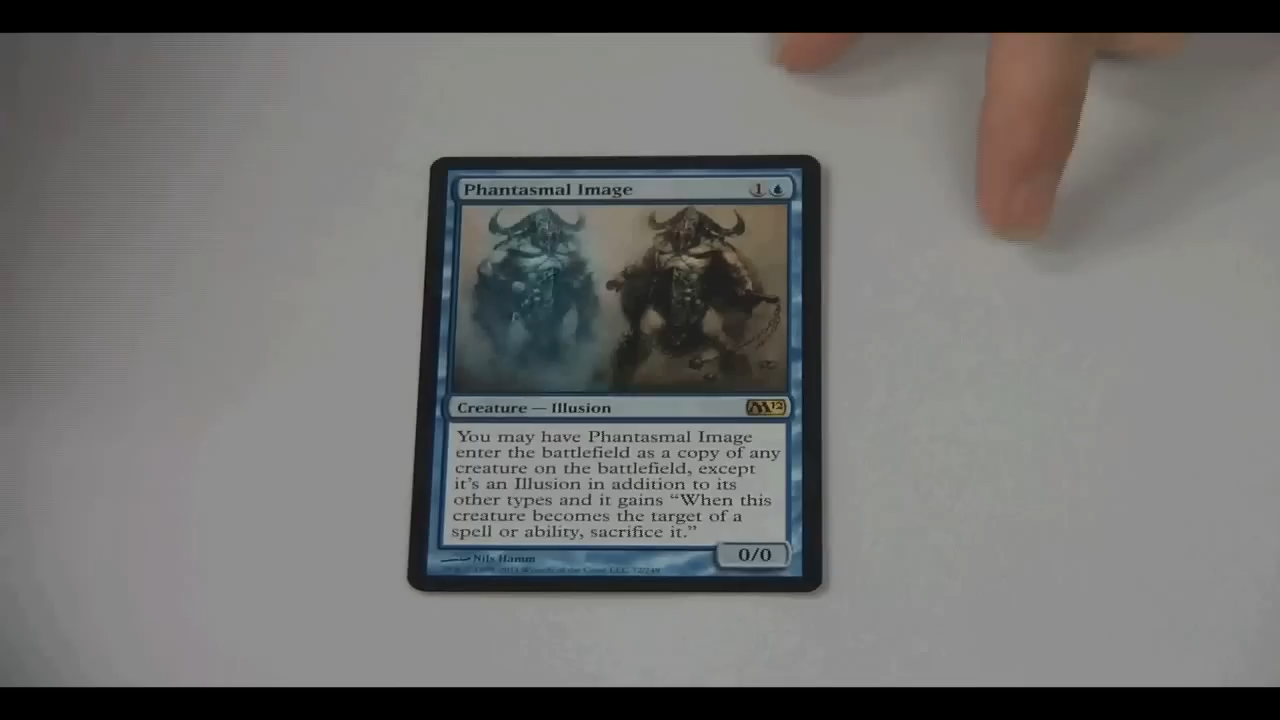 Phantasmal Image 1
Creature — Illusion M12
You may have Phantasmal Image
enter the battlefield as a copy of any
creature on the battlefield, except
it's an Illusion in addition to its
other types and it gains “When this
creature becomes the target of a
spell or ability, sacrifice it.”
0/0
Nils Hamm